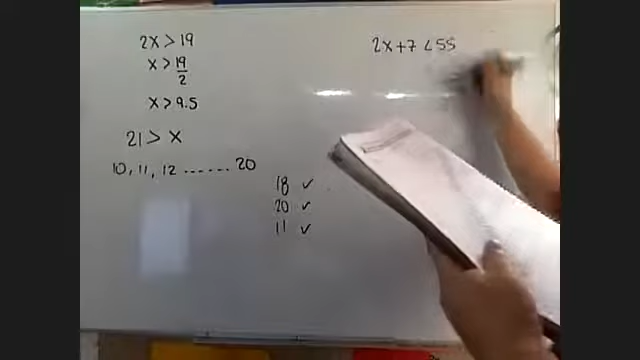 2x > 19
x > 19/2
x > 9.5
21 > x
10, 11, 12 ...... 20
18 ✓
20 ✓
11 ✓
2x + 7 < 55